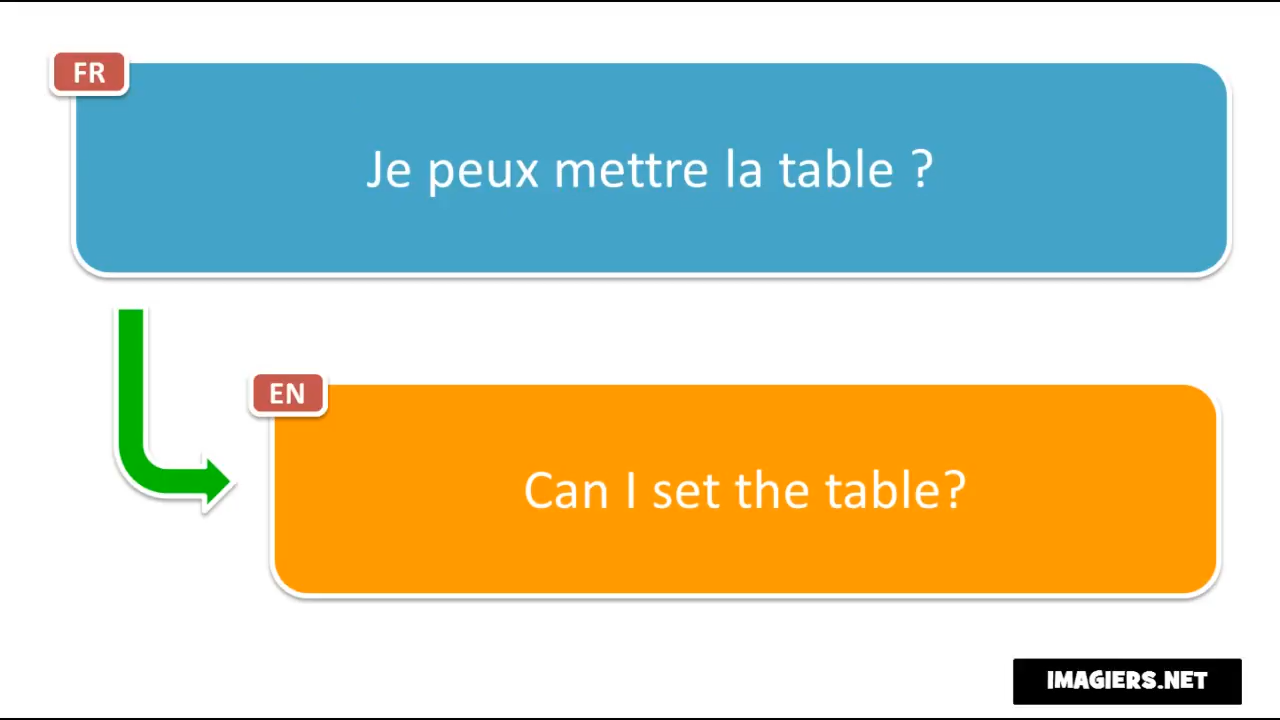 FR
Je peux mettre la table ?
EN
Can I set the table?
IMAGIERS.NET